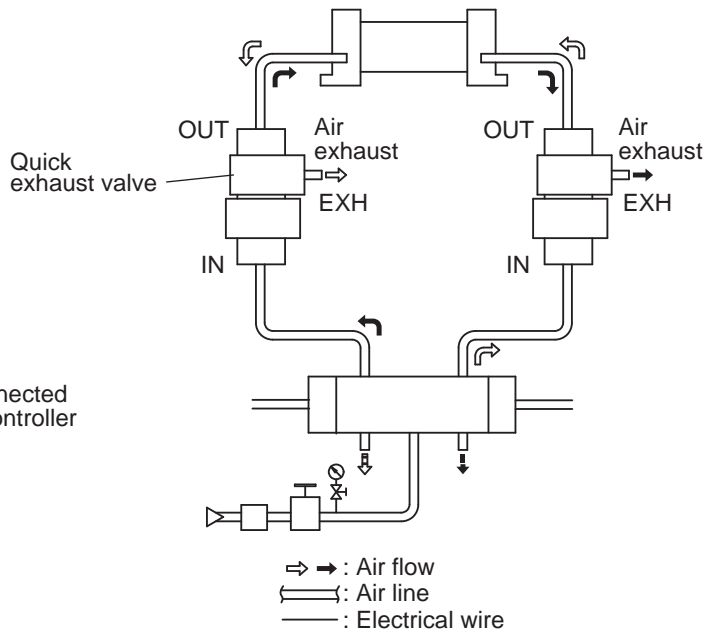 OUT
Air
exhaust
Quick
exhaust valve
EXH
IN
OUT
Air
exhaust
EXH
IN
: Air flow
: Air line
: Electrical wire